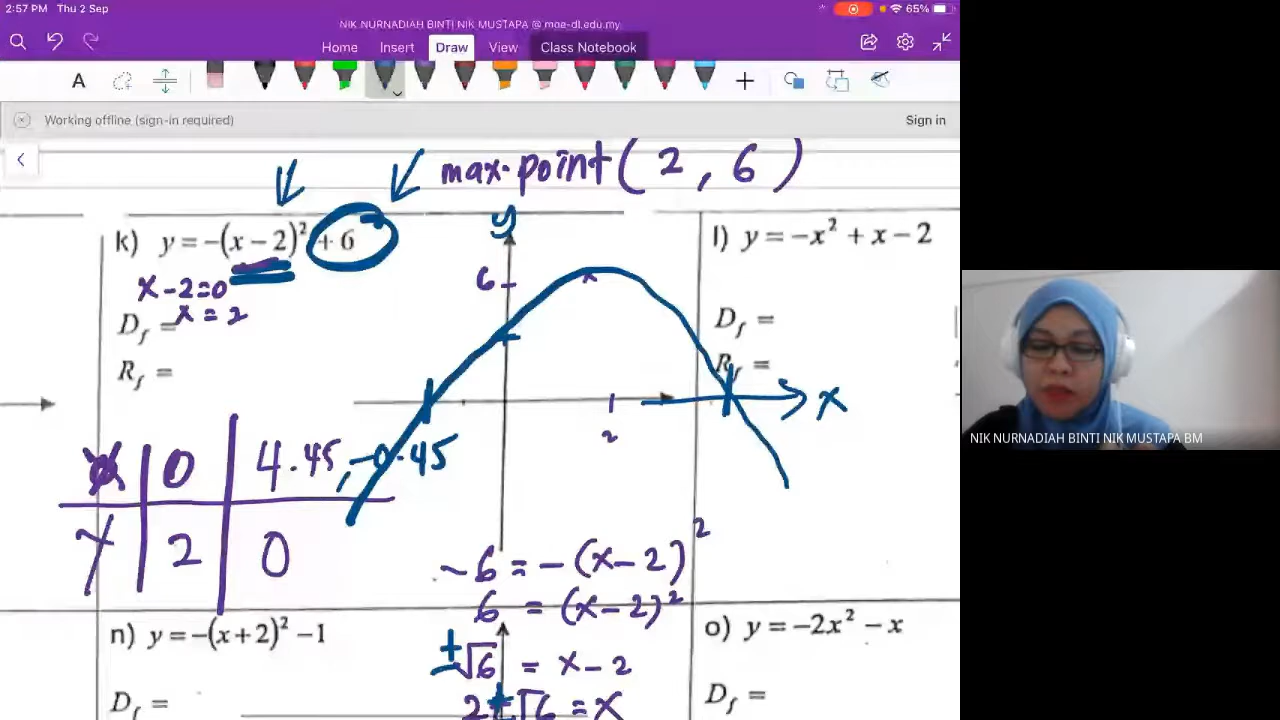 2:57 PM Thu 2 Sep
65%
NIK NURNADIAH BINTI NIK MUSTAPA @ moe-dl.edu.my
Home Insert Draw View Class Notebook
A
Working offline (sign-in required)
Sign in
max. point ( 2 , 6 )
k) y = −(x − 2)² + 6
x − 2 = 0
x = 2
D_f =
R_f =
y
6
2
x
l) y = −x² + x − 2
D_f =
R_f =
x 0 4.45, −0.45
y 2 0
−6 = −(x − 2)²
6 = (x − 2)²
±√6 = x − 2
2 ± √6 = x
n) y = −(x + 2)² − 1
D_f =
o) y = −2x² − x
D_f =
NIK NURNADIAH BINTI NIK MUSTAPA BM